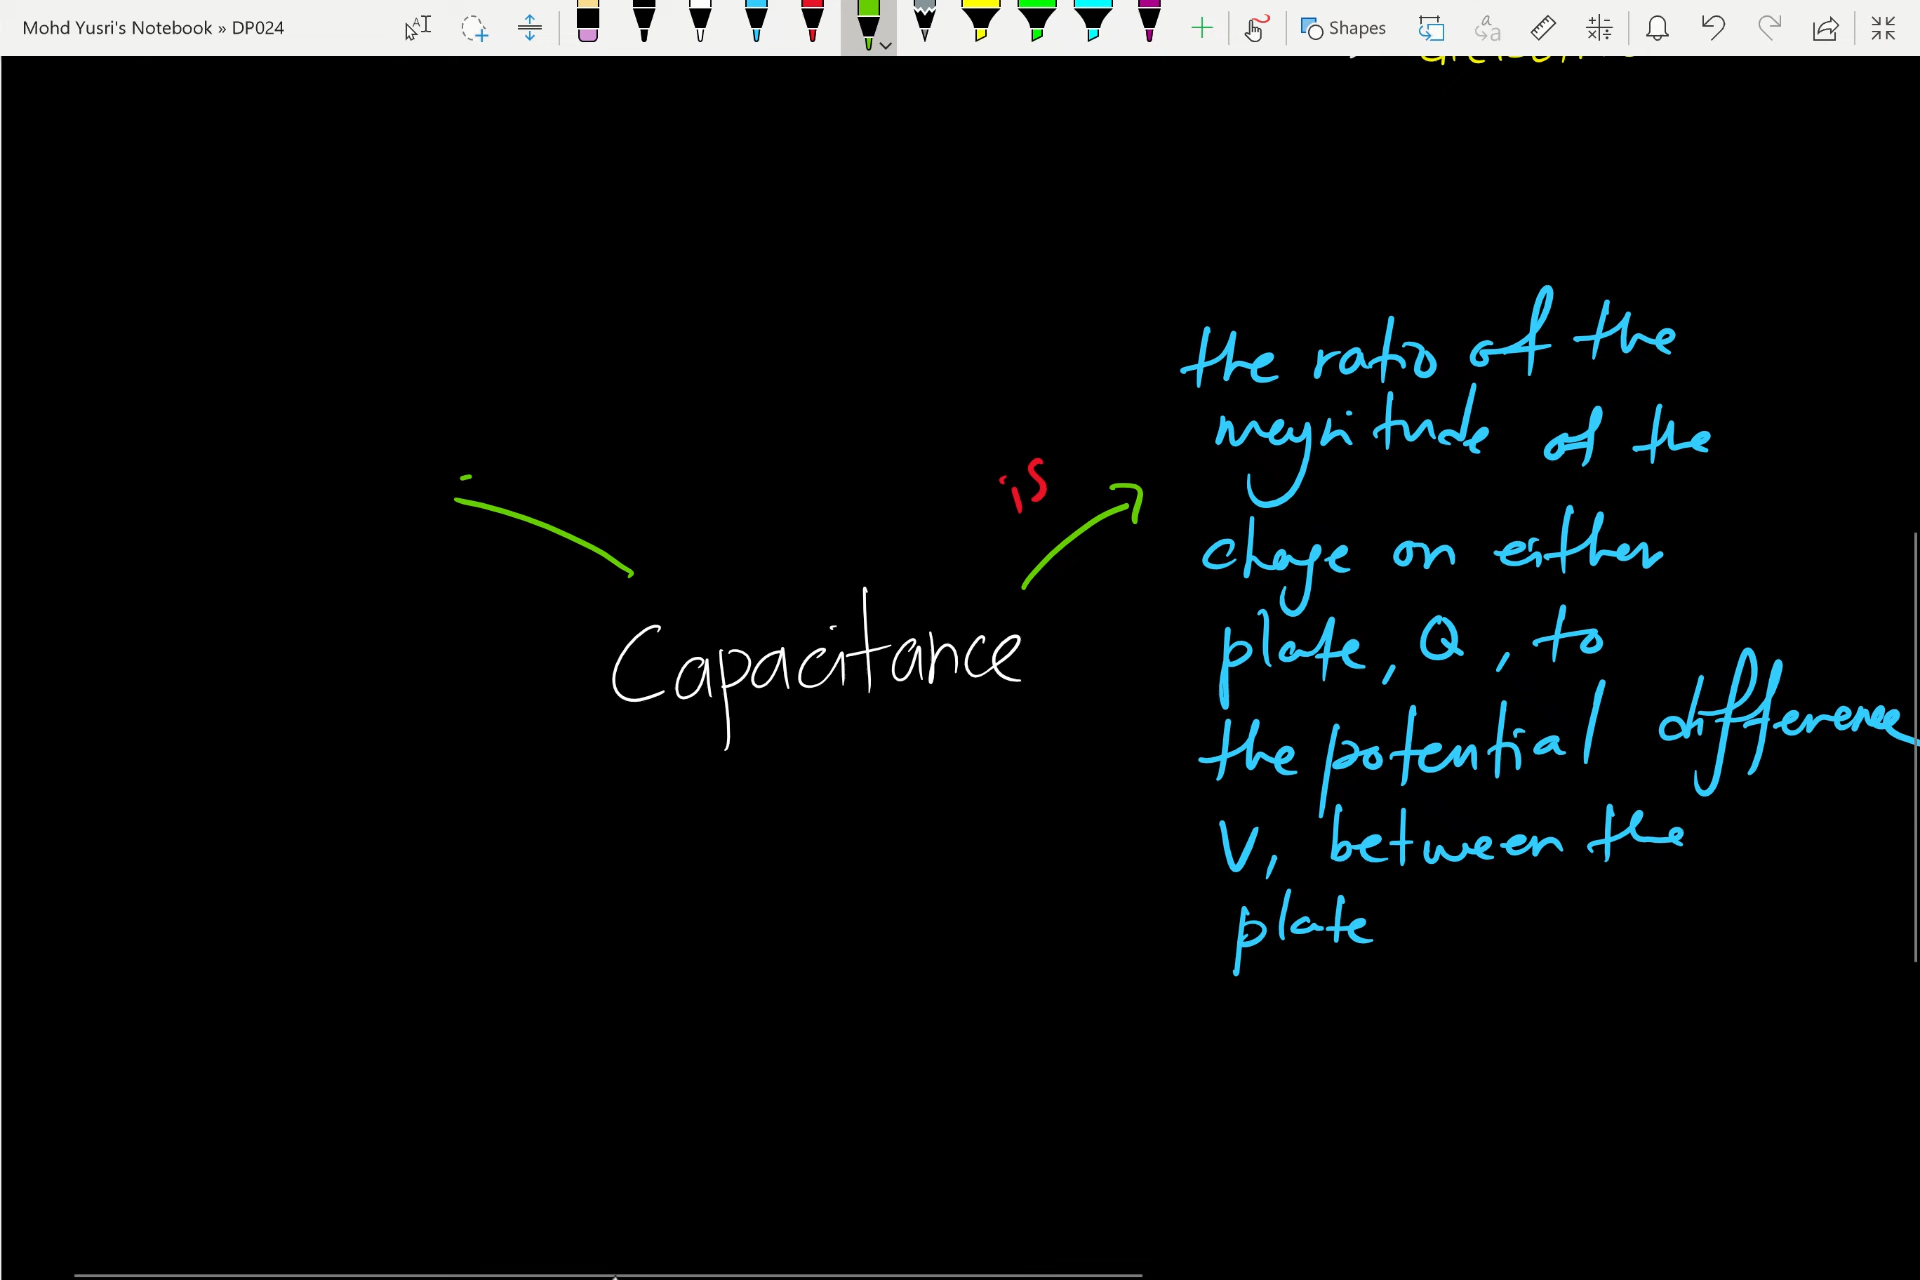 Mohd Yusri's Notebook » DP024
Shapes
the ratio of the
magnitude of the
charge on either
plate, Q, to
the potential difference
V, between the
plate
is
Capacitance